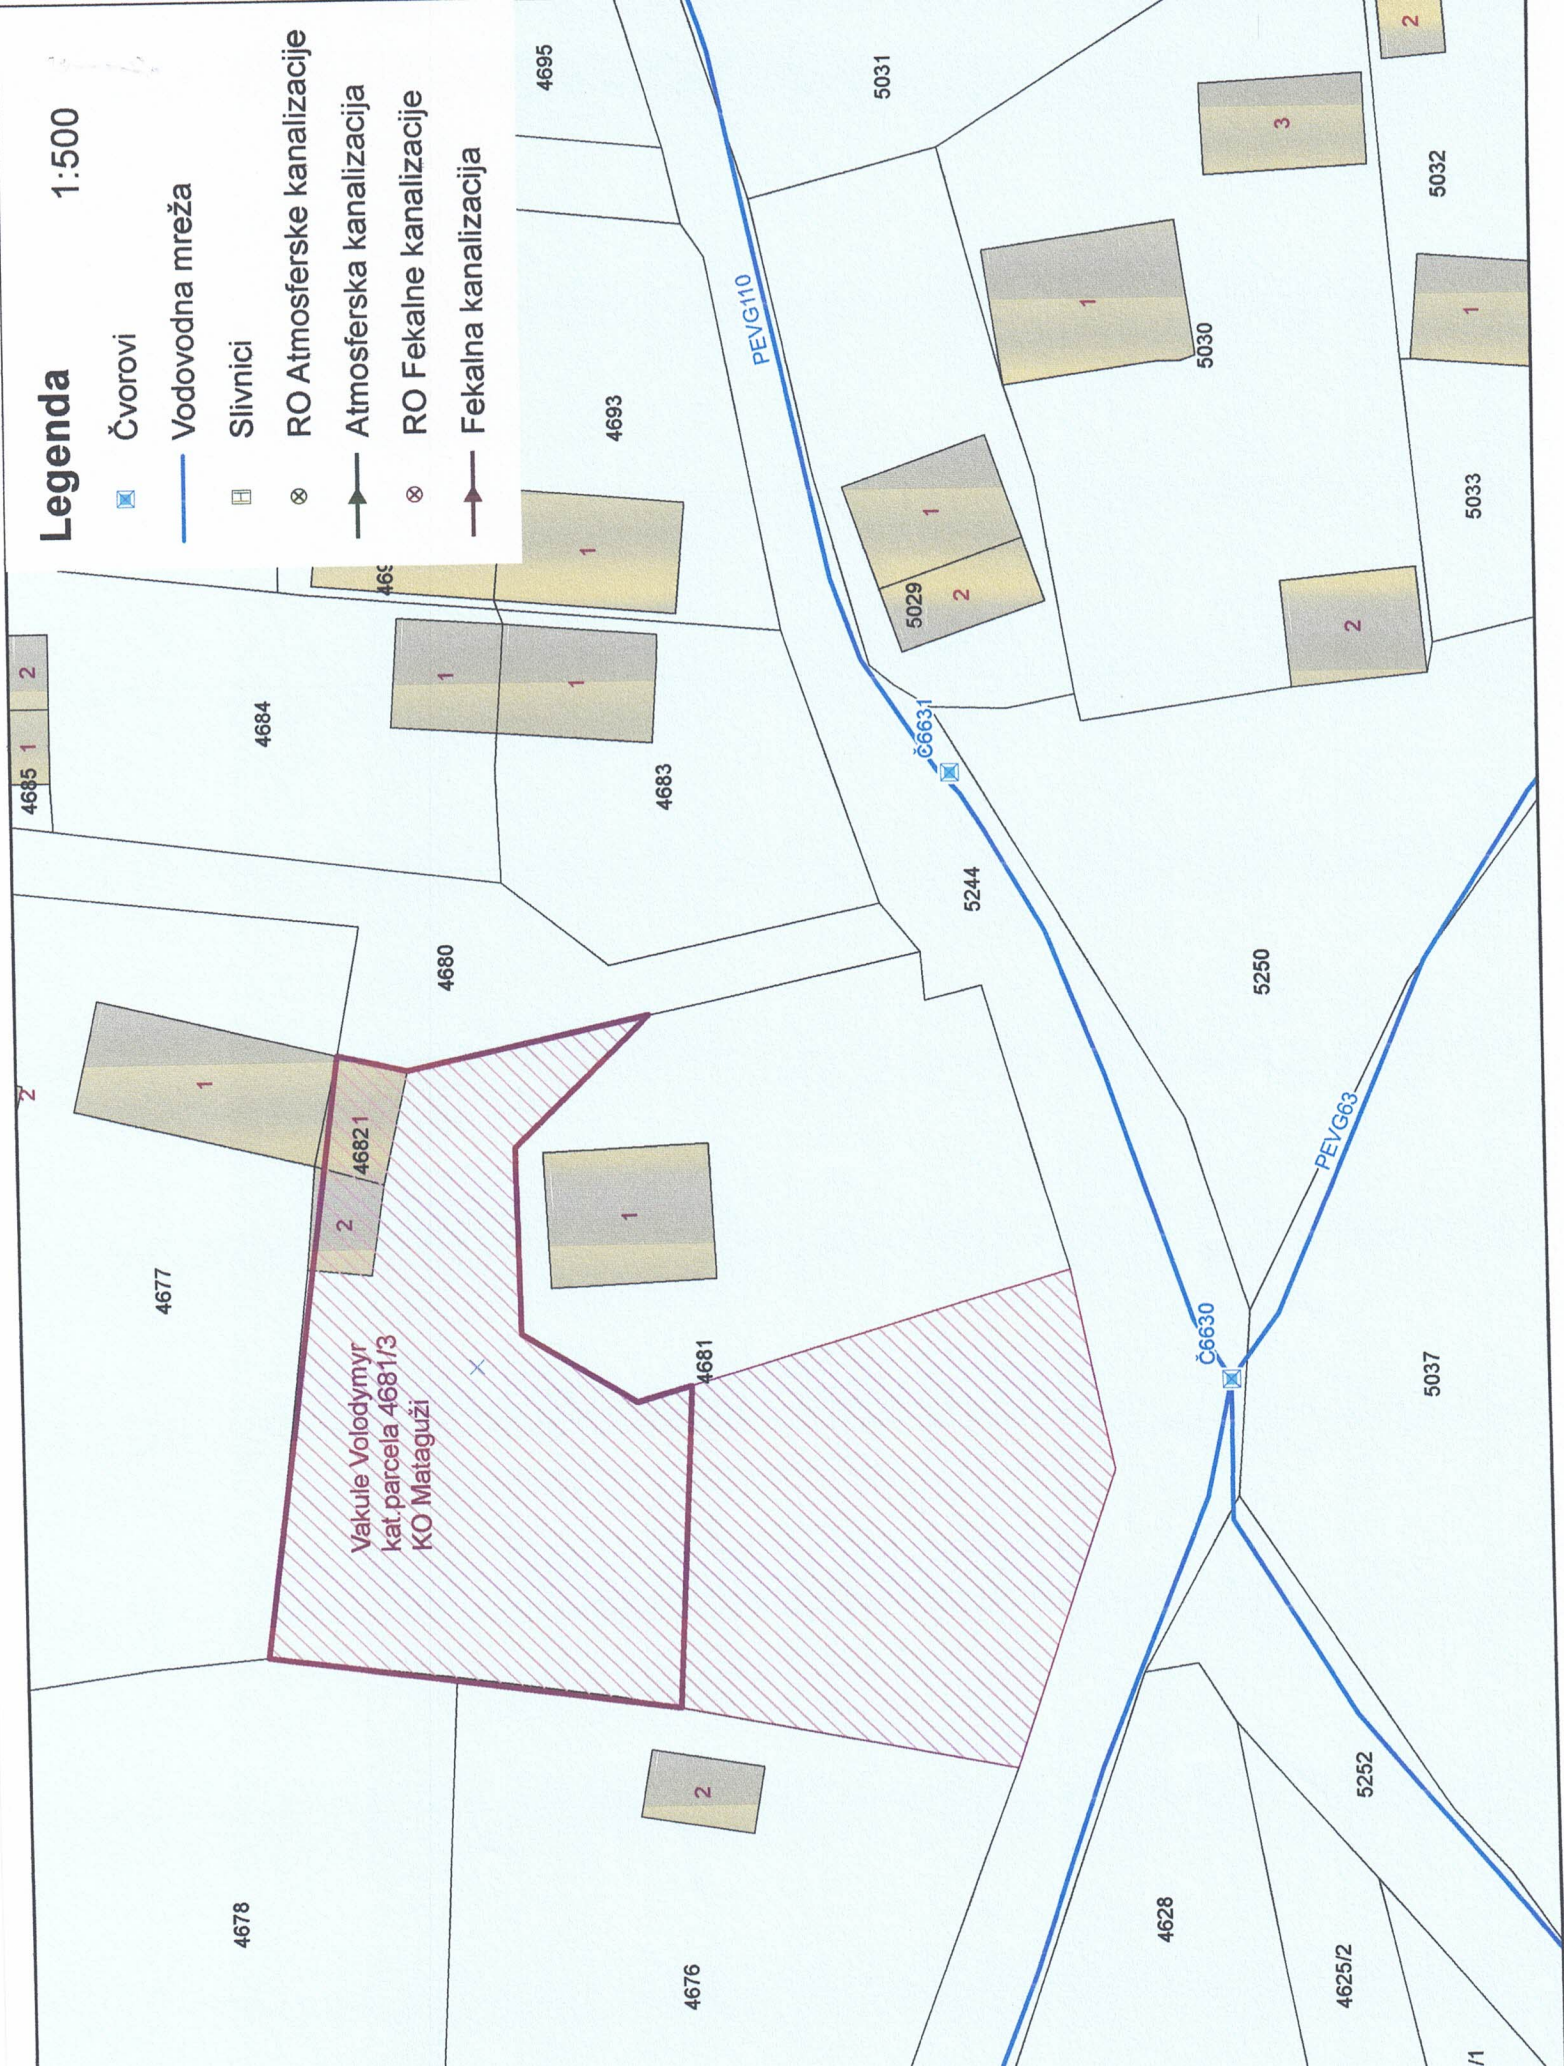 Legenda 1:500
Čvorovi
Vodovodna mreža
Slivnici
RO Atmosferske kanalizacije
Atmosferska kanalizacija
RO Fekalne kanalizacije
Fekalna kanalizacija
4695
5031
2
3
5032
1
5030
1
PEVG110
4693
1
469
5033
1
2
5029
2
2
1
4685
4684
1
1
4683
Č6631
5244
4680
5250
2
1
46821
2
1
4677
PEVG63
Vakule Volodymyr
kat.parcela 4681/3
KO Mataguži
4681
Č6630
5037
2
5252
4678
4676
4628
4625/2
/1